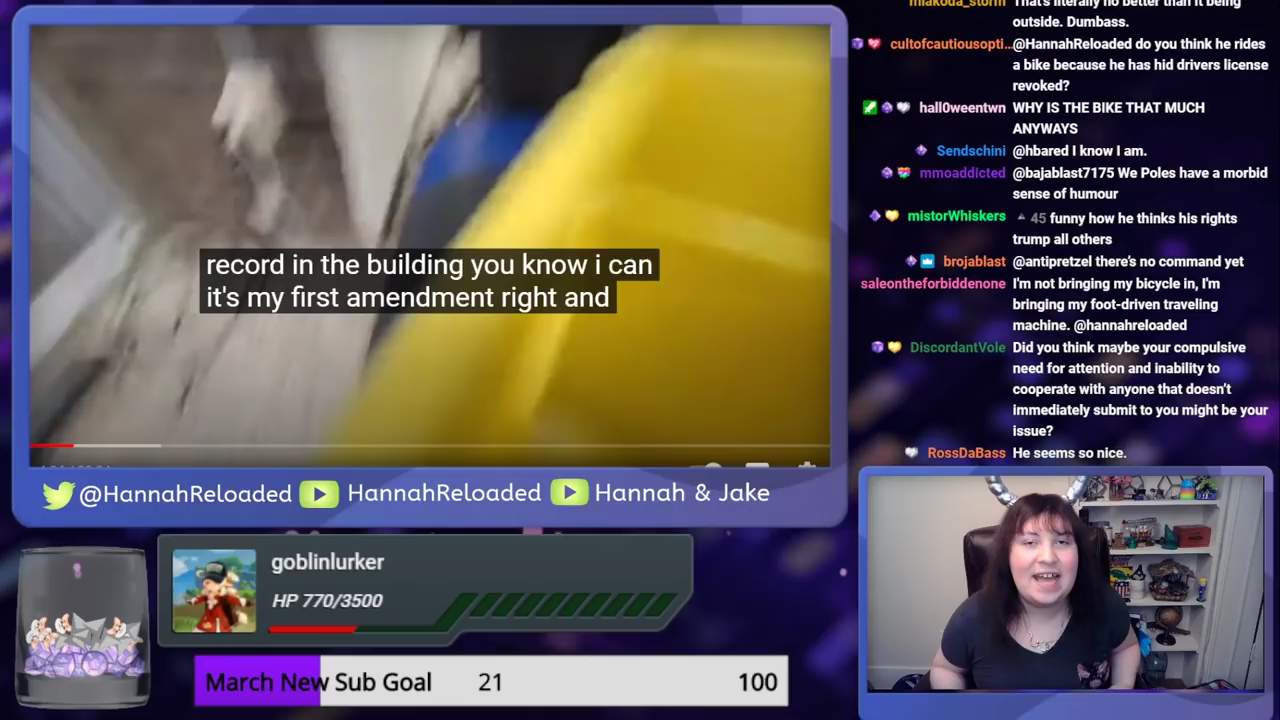 miakoda_storm That's literally no better than it being
outside. Dumbass.
cultofcautiousopti... @HannahReloaded do you think he rides
a bike because he has hid drivers license
revoked?
hall0weentwn WHY IS THE BIKE THAT MUCH
ANYWAYS
Sendschini @hbared I know I am.
mmoaddicted @bajablast7175 We Poles have a morbid
sense of humour
mistorWhiskers 45 funny how he thinks his rights
trump all others
brojablast @antipretzel there's no command yet
saleontheforbiddenone I'm not bringing my bicycle in, I'm
bringing my foot-driven traveling
machine. @hannahreloaded
DiscordantVole Did you think maybe your compulsive
need for attention and inability to
cooperate with anyone that doesn't
immediately submit to you might be your
issue?
RossDaBass He seems so nice.
record in the building you know i can
it's my first amendment right and
@HannahReloaded HannahReloaded Hannah & Jake
goblinlurker
HP 770/3500
March New Sub Goal 21 100